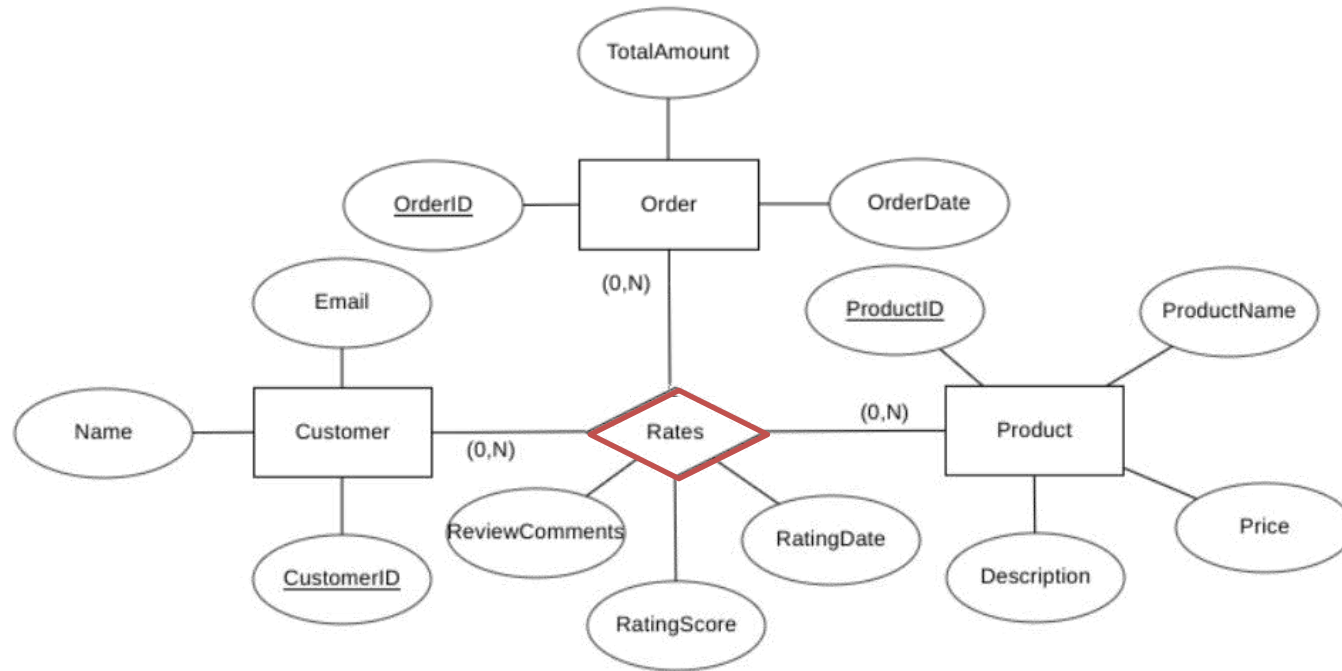 TotalAmount
OrderID
Order
OrderDate
(0,N)
Email
ProductID
ProductName
Name
Customer
(0,N)
Rates
(0,N)
Product
ReviewComments
RatingDate
Price
CustomerID
RatingScore
Description